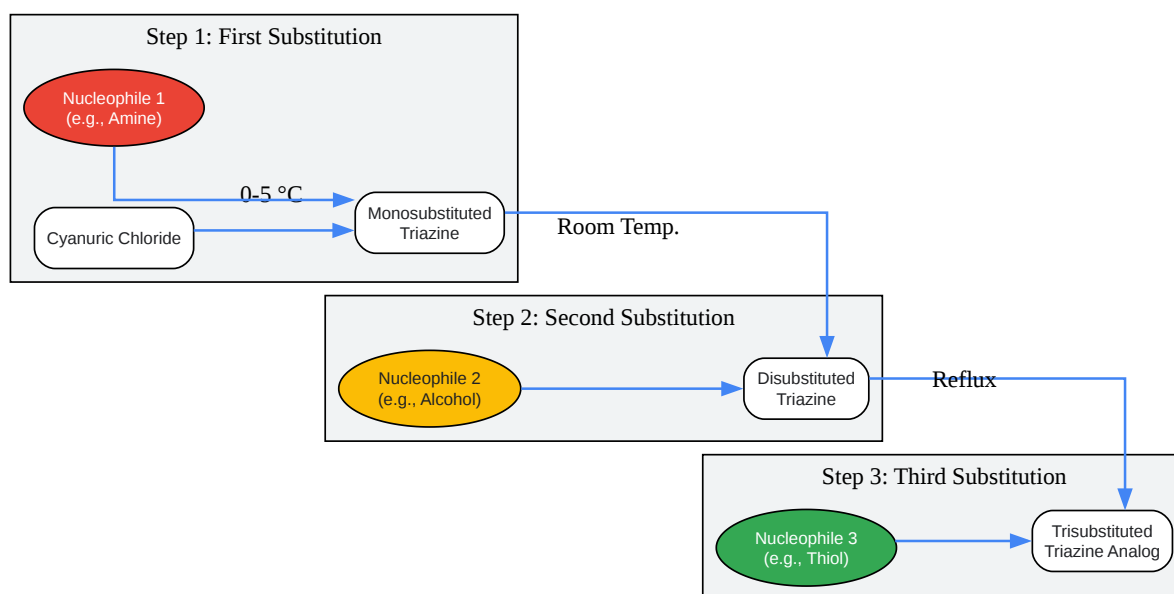 Step 1: First Substitution
Nucleophile 1
(e.g., Amine)
0-5 °C
Cyanuric Chloride
Monosubstituted
Triazine
Room Temp.
Step 2: Second Substitution
Nucleophile 2
(e.g., Alcohol)
Disubstituted
Triazine
Reflux
Step 3: Third Substitution
Nucleophile 3
(e.g., Thiol)
Trisubstituted
Triazine Analog